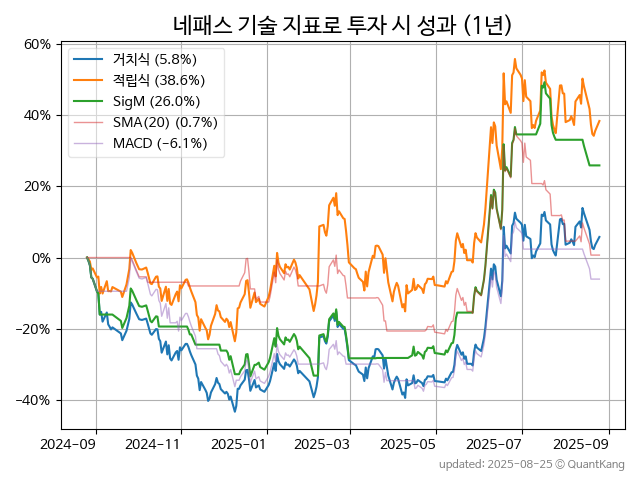 네패스 기술 지표로 투자 시 성과 (1년)
거치식 (5.8%)
적립식 (38.6%)
SigM (26.0%)
SMA(20) (0.7%)
MACD (−6.1%)
60%
40%
20%
0%
−20%
−40%
2024-09
2024-11
2025-01
2025-03
2025-05
2025-07
2025-09
updated: 2025-08-25 © QuantKang